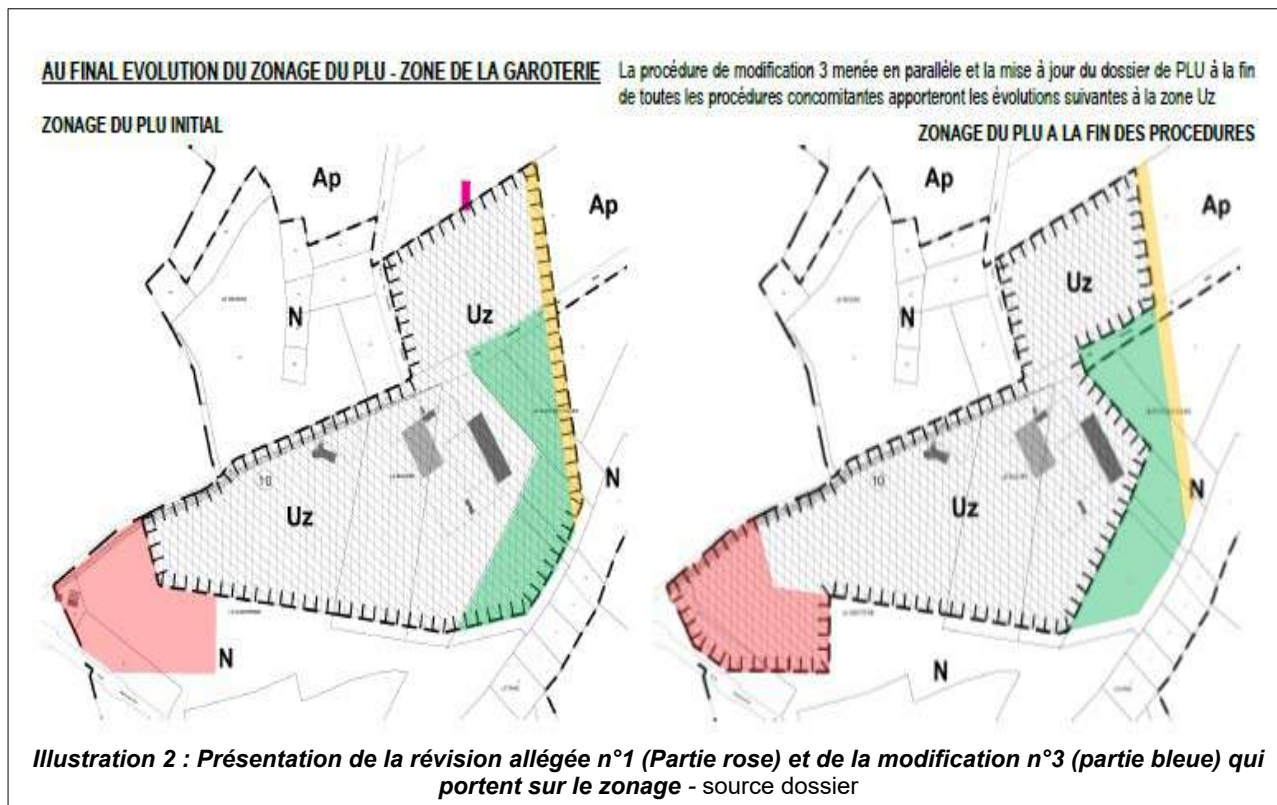 AU FINAL EVOLUTION DU ZONAGE DU PLU - ZONE DE LA GAROTERIE
La procédure de modification 3 menée en parallèle et la mise à jour du dossier de PLU à la fin
de toutes les procédures concomitantes apporteront les évolutions suivantes à la zone Uz
ZONAGE DU PLU INITIAL
ZONAGE DU PLU A LA FIN DES PROCEDURES
Ap
Ap
N
Uz
Uz
10
N
N
Ap
Ap
N
Uz
Uz
10
N
N
Illustration 2 : Présentation de la révision allégée n°1 (Partie rose) et de la modification n°3 (partie bleue) qui
portent sur le zonage - source dossier